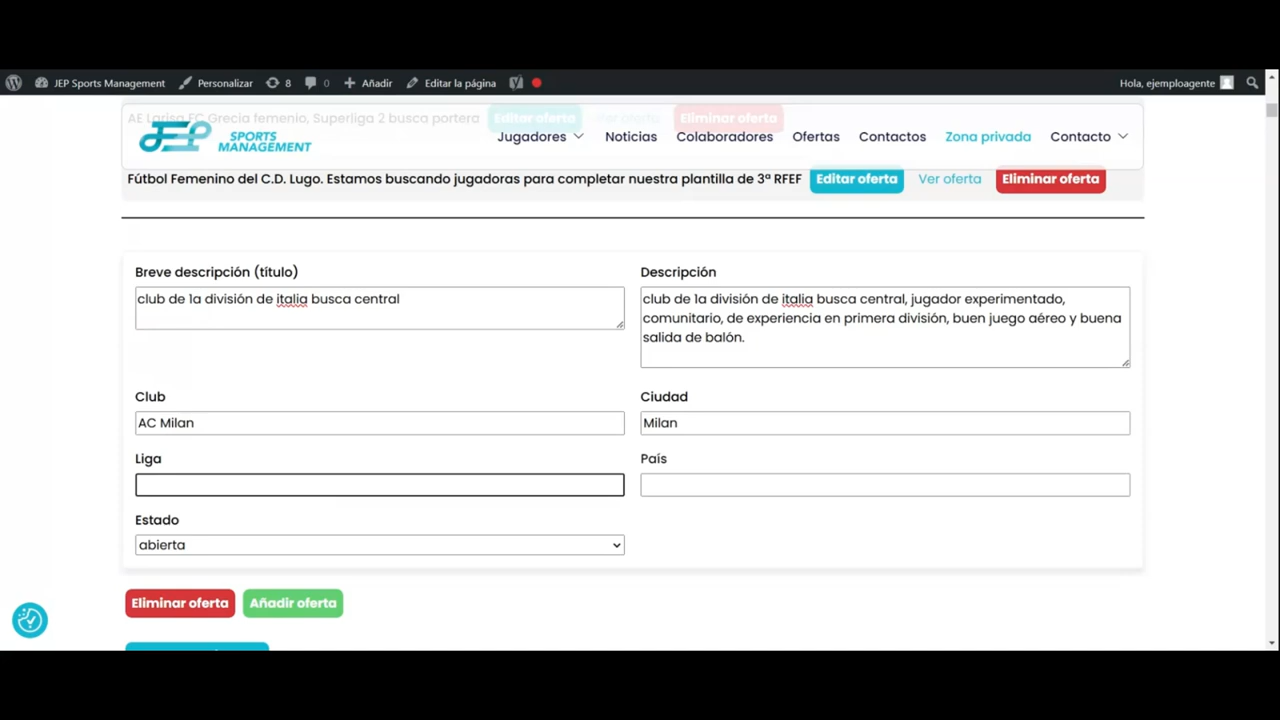 JEP Sports Management Personalizar 8 0 Añadir Editar la página Hola, ejemploagente
AE Larisa FC Grecia femenio, Superliga 2 busca portera Editar oferta Ver oferta Eliminar oferta
JEP SPORTS MANAGEMENT
Jugadores Noticias Colaboradores Ofertas Contactos Zona privada Contacto
Fútbol Femenino del C.D. Lugo. Estamos buscando jugadoras para completar nuestra plantilla de 3ª RFEF Editar oferta Ver oferta Eliminar oferta
Breve descripción (título)
club de 1a división de italia busca central
Descripción
club de 1a división de italia busca central, jugador experimentado,
comunitario, de experiencia en primera división, buen juego aéreo y buena
salida de balón.
Club
AC Milan
Ciudad
Milan
Liga
País
Estado
abierta
Eliminar oferta Añadir oferta